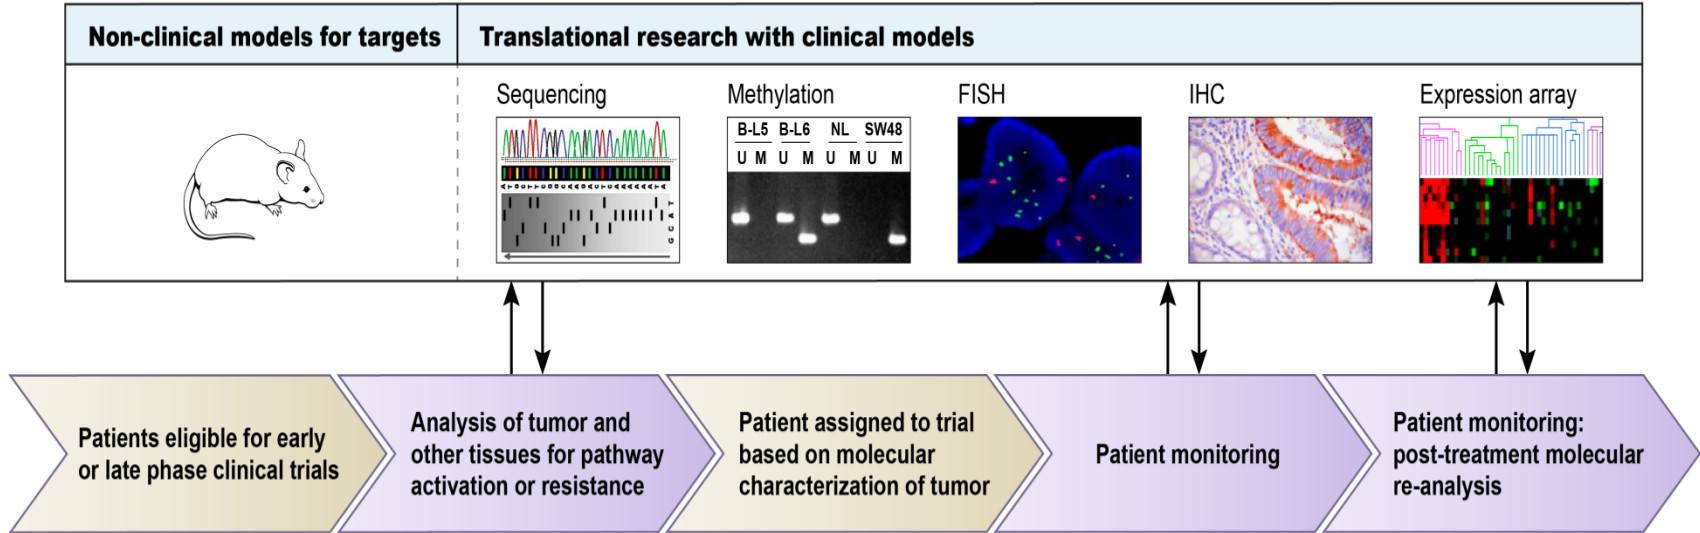 Non-clinical models for targets
Translational research with clinical models
Sequencing
Methylation
FISH
IHC
Expression array
B-L5 B-L6 NL SW48
U M U M U M U M
A T G C T T C G G C A A G A C T C A A A A A A T A
G C A T
Patients eligible for early
or late phase clinical trials
Analysis of tumor and
other tissues for pathway
activation or resistance
Patient assigned to trial
based on molecular
characterization of tumor
Patient monitoring
Patient monitoring:
post-treatment molecular
re-analysis